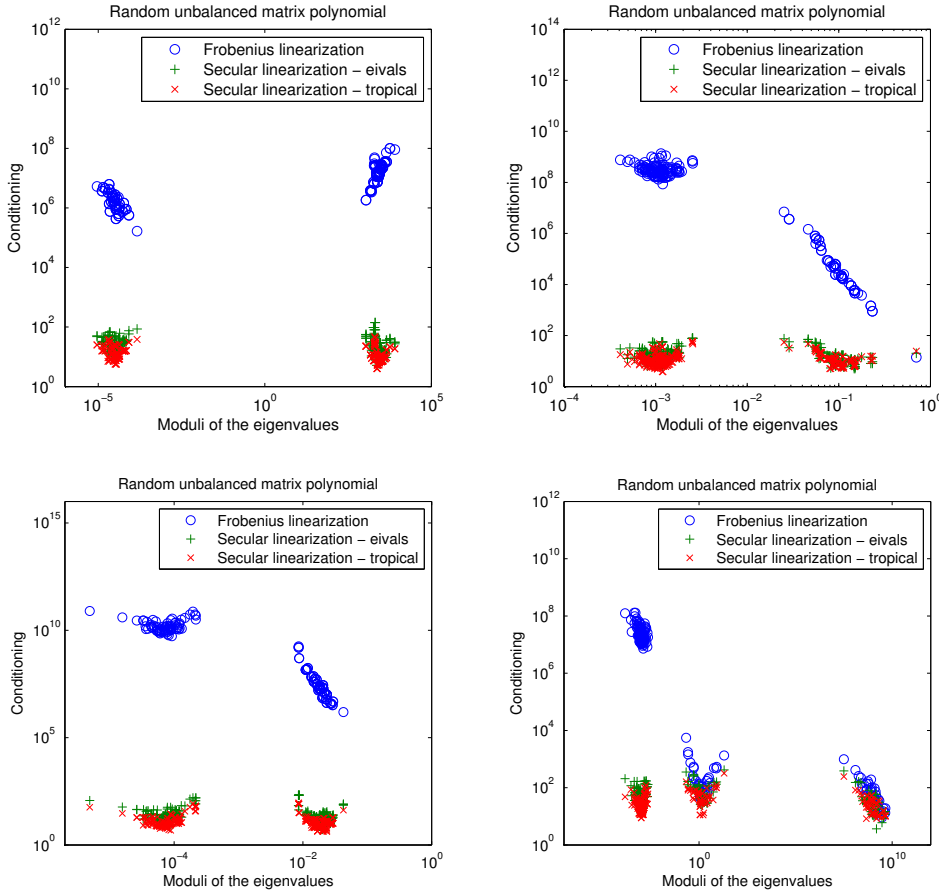 Random unbalanced matrix polynomial
10^12
10^10
10^8
10^6
10^4
10^2
10^0
Conditioning
Frobenius linearization
Secular linearization – eivals
Secular linearization – tropical
10^−5
10^0
10^5
Moduli of the eigenvalues
Random unbalanced matrix polynomial
10^14
10^12
10^10
10^8
10^6
10^4
10^2
10^0
Conditioning
Frobenius linearization
Secular linearization – eivals
Secular linearization – tropical
10^−4
10^−3
10^−2
10^−1
10^0
Moduli of the eigenvalues
Random unbalanced matrix polynomial
10^15
10^10
10^5
10^0
Conditioning
Frobenius linearization
Secular linearization – eivals
Secular linearization – tropical
10^−4
10^−2
10^0
Moduli of the eigenvalues
Random unbalanced matrix polynomial
10^12
10^10
10^8
10^6
10^4
10^2
10^0
Conditioning
Frobenius linearization
Secular linearization – eivals
Secular linearization – tropical
10^0
10^10
Moduli of the eigenvalues